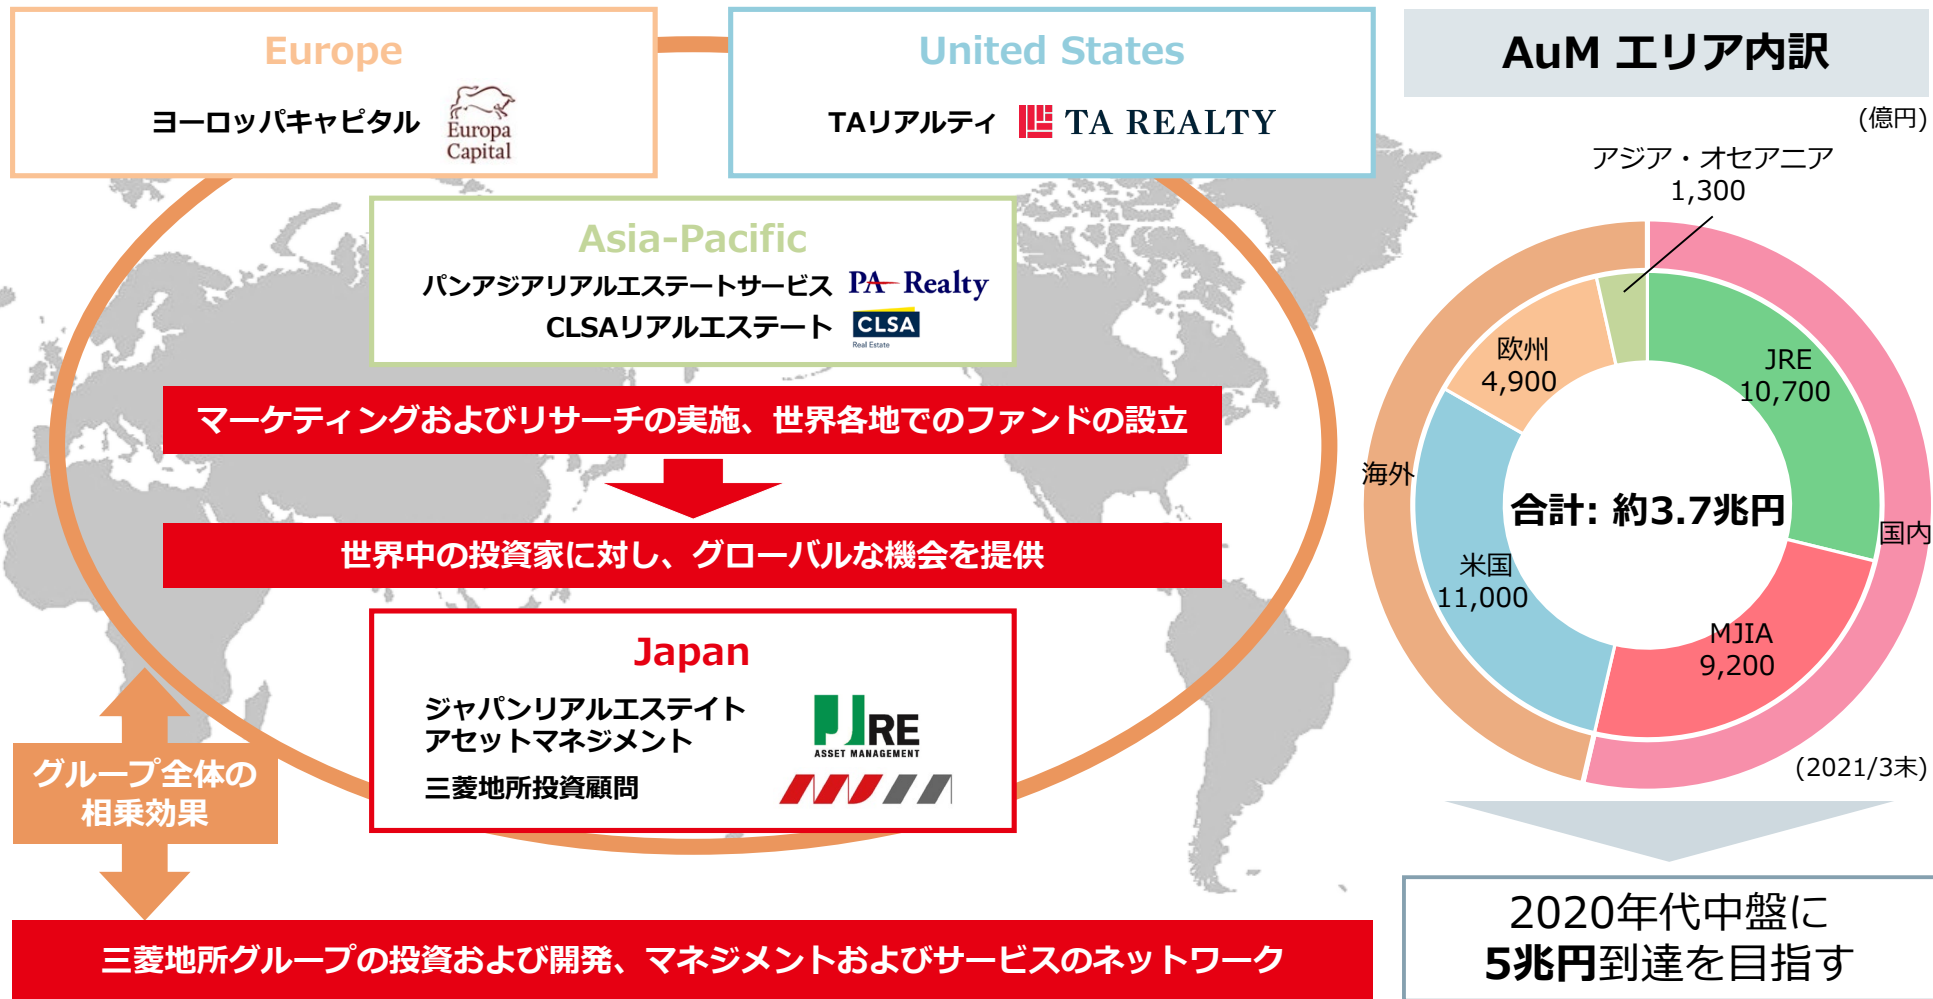 Europe
ヨーロッパキャピタル
Europa
Capital
United States
TAリアルティ
TA REALTY
Asia-Pacific
パンアジアリアルエステートサービス
PA Realty
CLSAリアルエステート
CLSA
Real Estate
マーケティングおよびリサーチの実施、世界各地でのファンドの設立
世界中の投資家に対し、グローバルな機会を提供
Japan
ジャパンリアルエステイト
アセットマネジメント
JRE
ASSET MANAGEMENT
三菱地所投資顧問
グループ全体の
相乗効果
三菱地所グループの投資および開発、マネジメントおよびサービスのネットワーク
AuM エリア内訳
(億円)
アジア・オセアニア
1,300
欧州
4,900
JRE
10,700
海外
合計: 約3.7兆円
国内
米国
11,000
MJIA
9,200
(2021/3末)
2020年代中盤に
5兆円到達を目指す